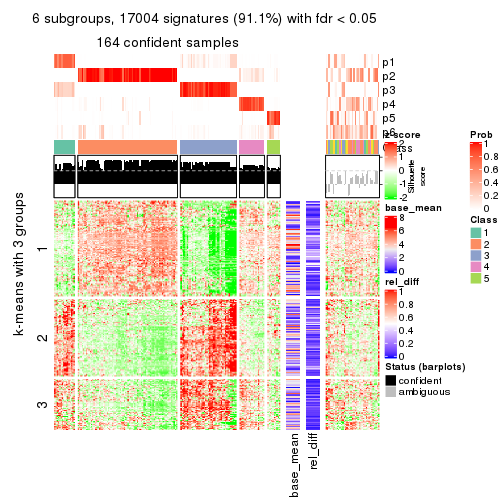 6 subgroups, 17004 signatures (91.1%) with fdr < 0.05
164 confident samples
p1
p2
p3
p4
p5
p6
Class
k-means with 3 groups
1
2
3
base_mean
rel_diff
z-score
2
1
0
-1
-2
Silhouette
score
base_mean
8
6
4
2
0
rel_diff
1
0.8
0.6
0.4
0.2
0
Status (barplots)
confident
ambiguous
Prob
1
0.8
0.6
0.4
0.2
0
Class
1
2
3
4
5